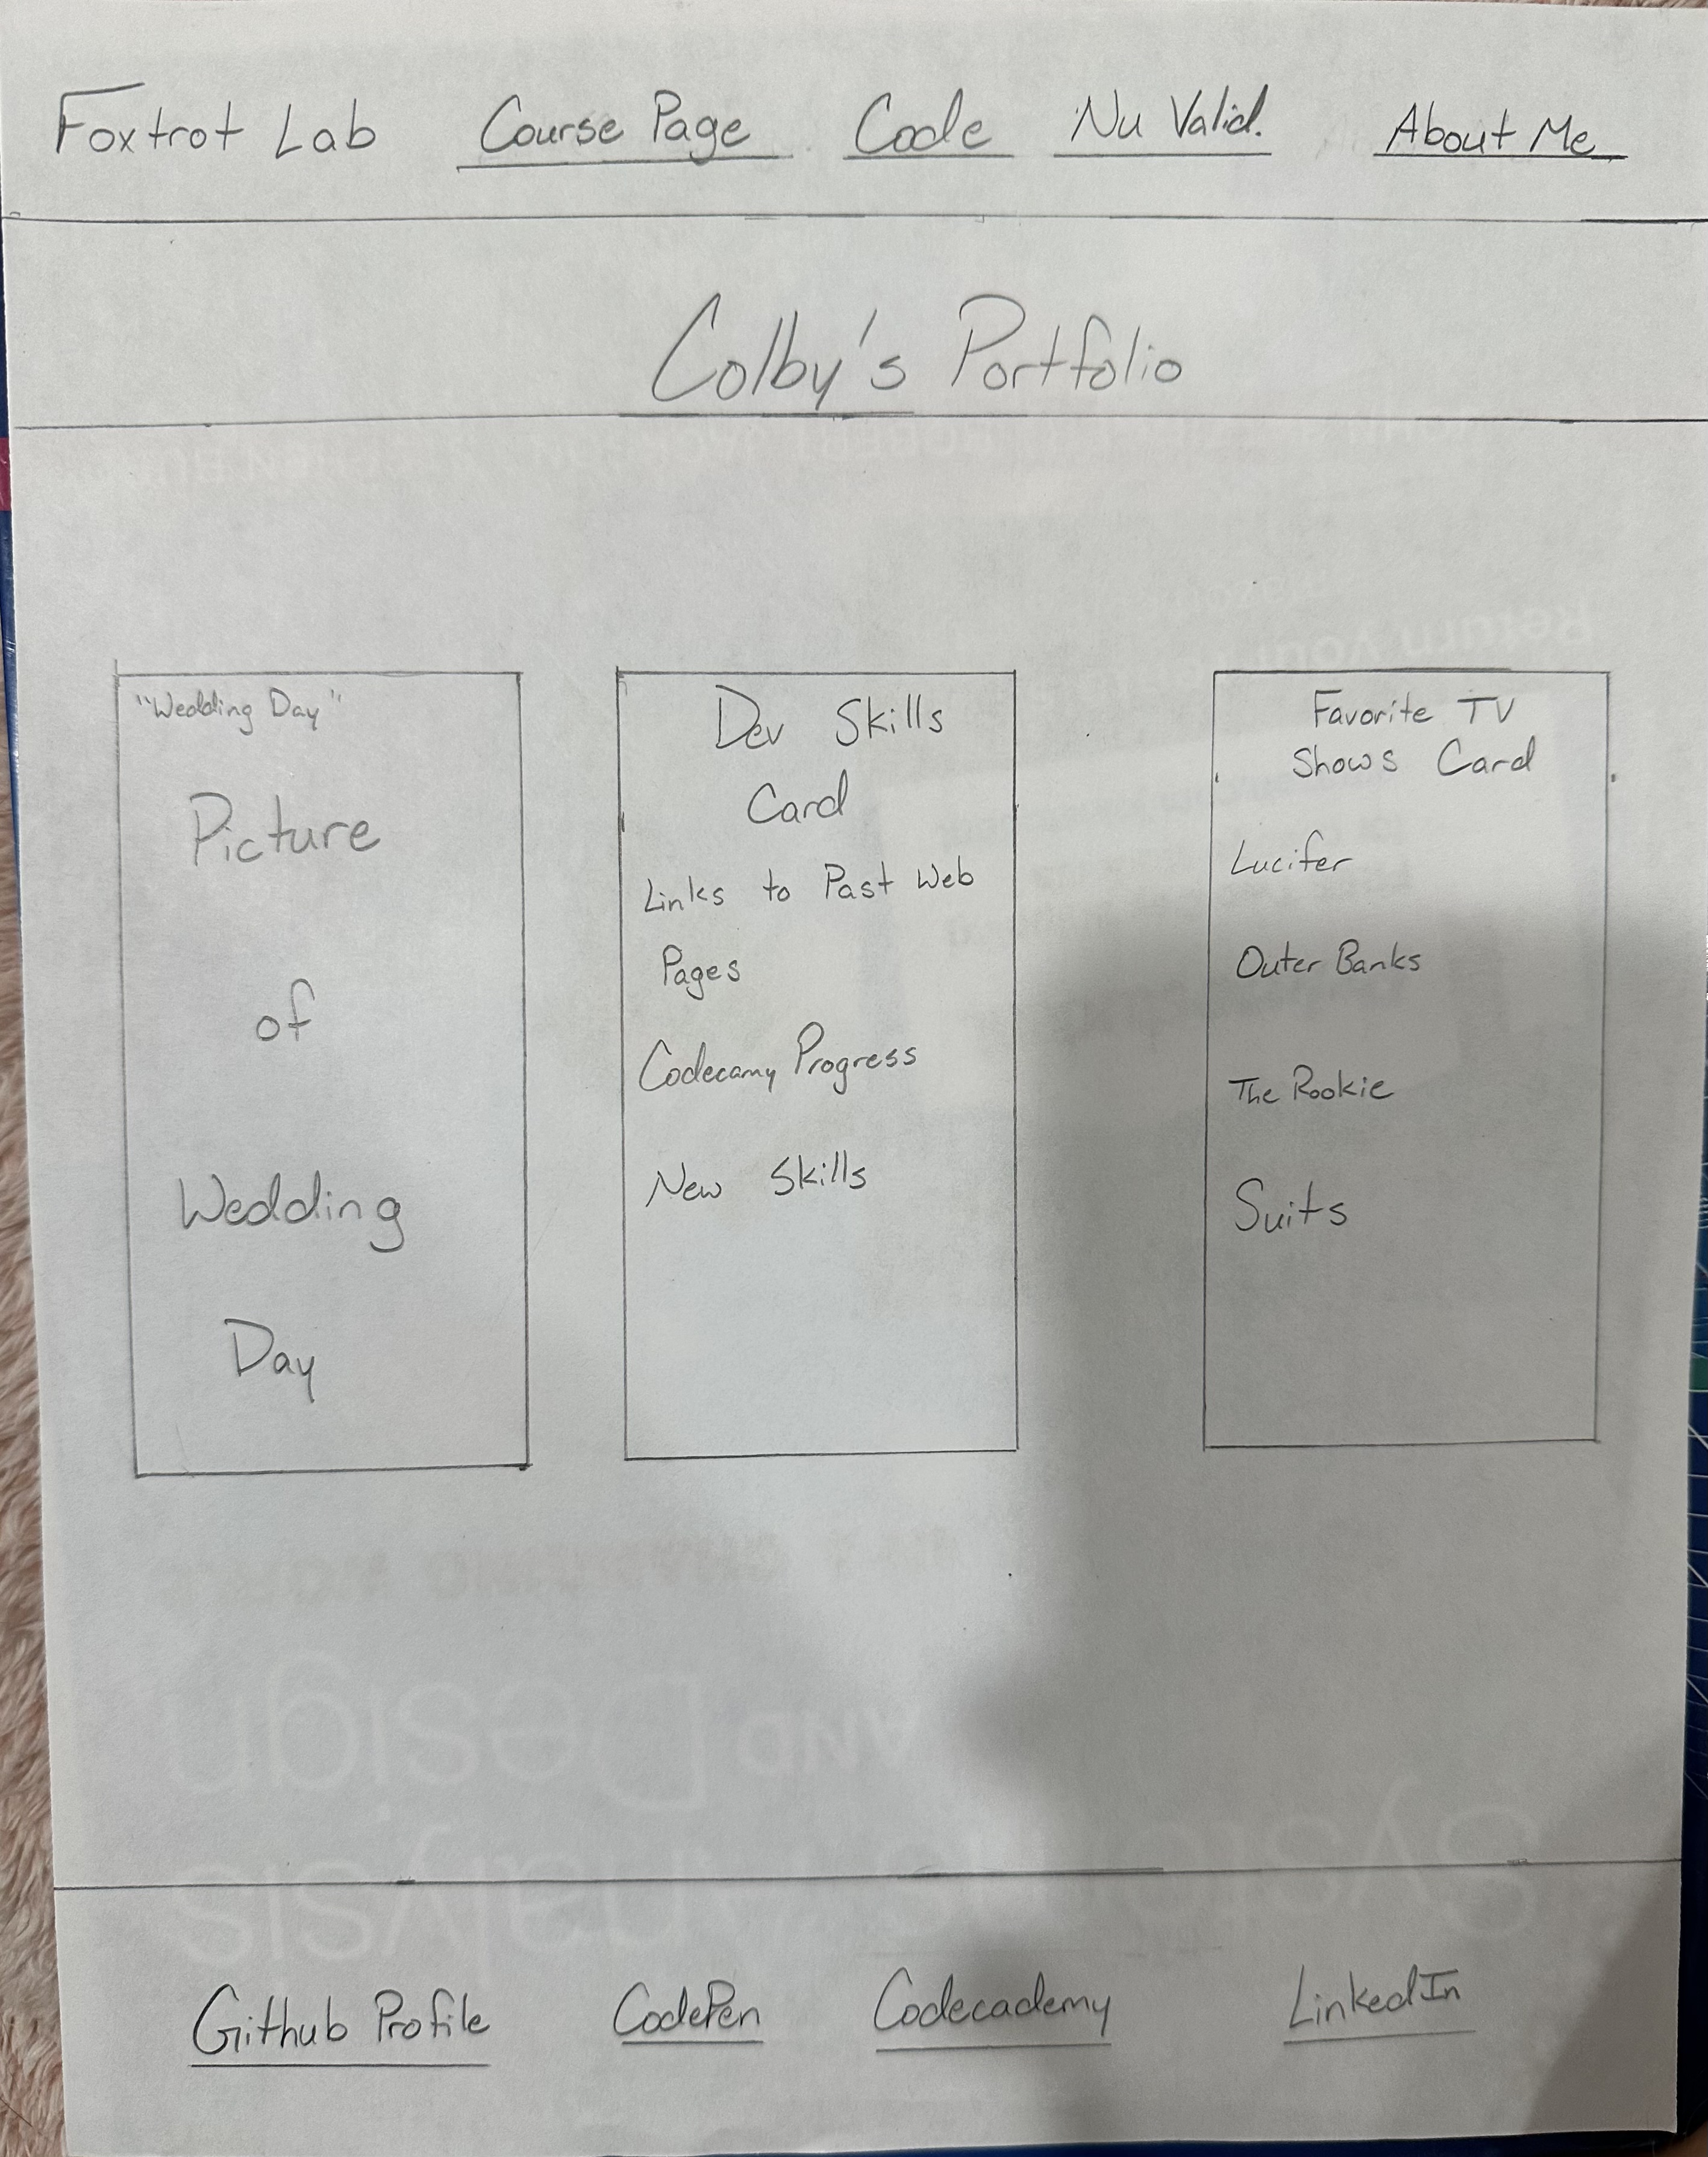 Foxtrot Lab Course Page Code Nu Valid. About Me
Colby's Portfolio
"Wedding Day"
Picture
of
Wedding
Day
Dev Skills
Card
Links to Past Web
Pages
Codecamy Progress
New Skills
Favorite TV
Shows Card
Lucifer
Outer Banks
The Rookie
Suits
Github Profile CodePen Codecademy LinkedIn